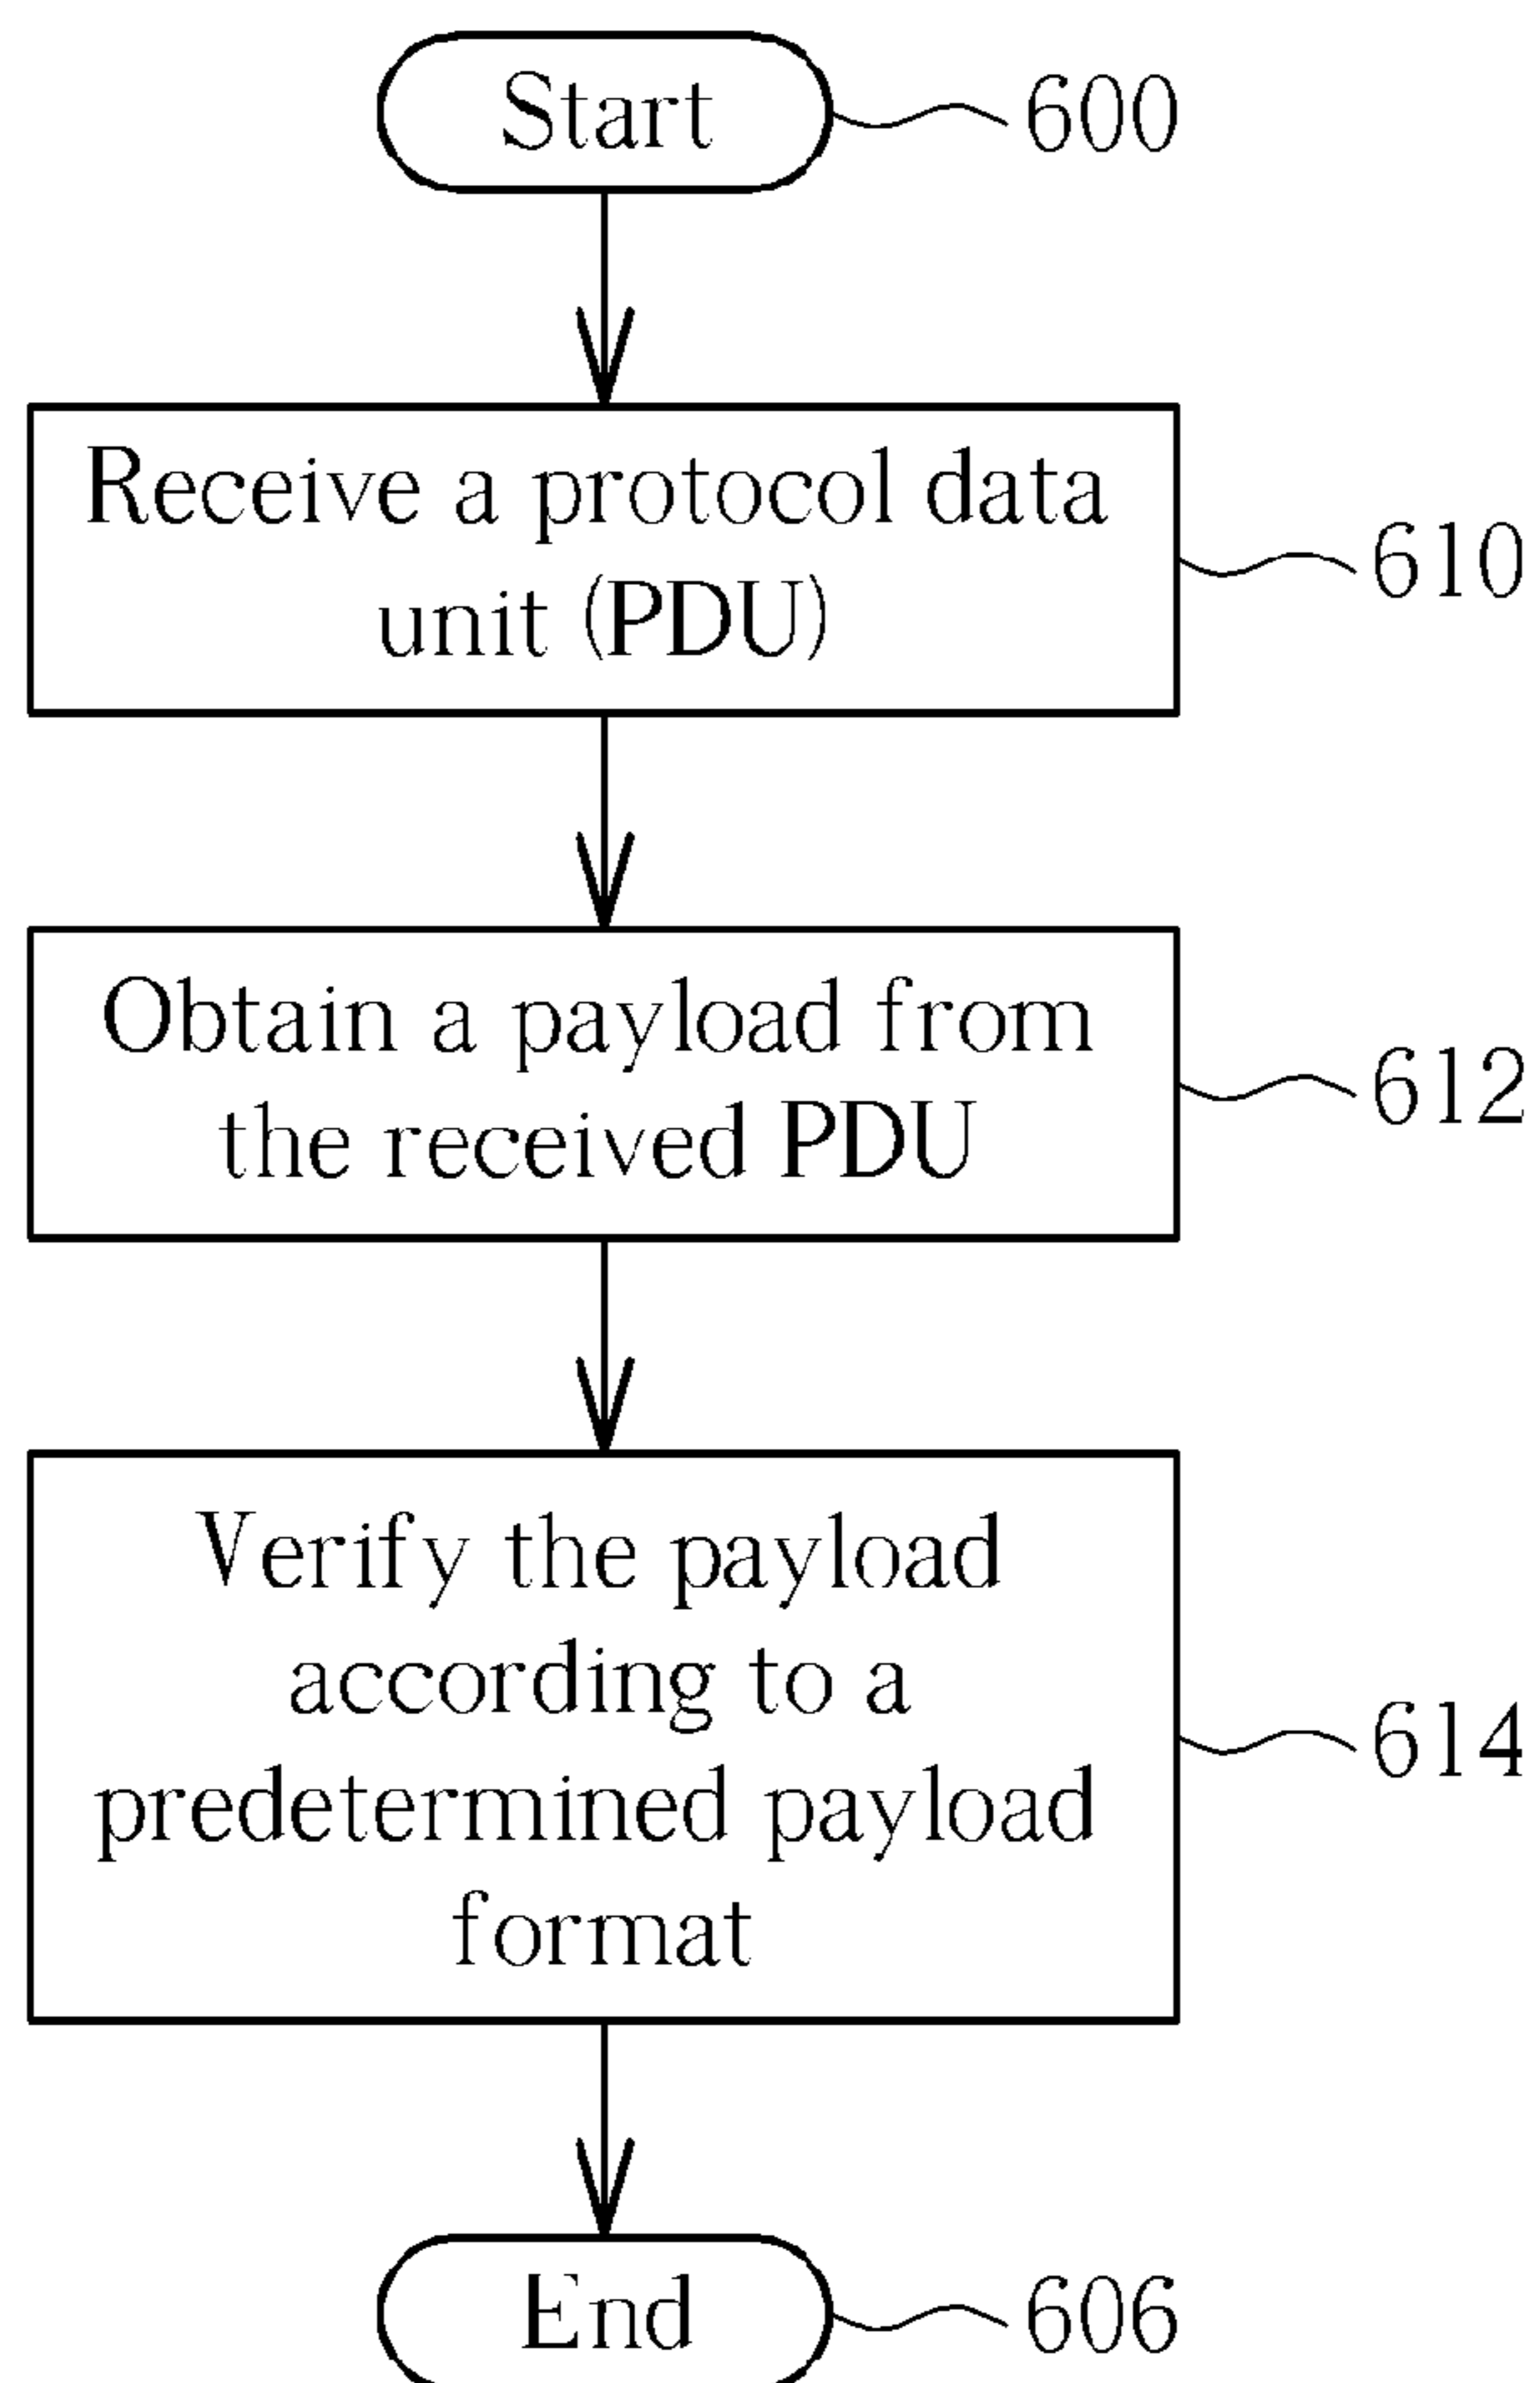 Start
600
Receive a protocol data
unit (PDU)
610
Obtain a payload from
the received PDU
612
Verify the payload
according to a
predetermined payload
format
614
End
606